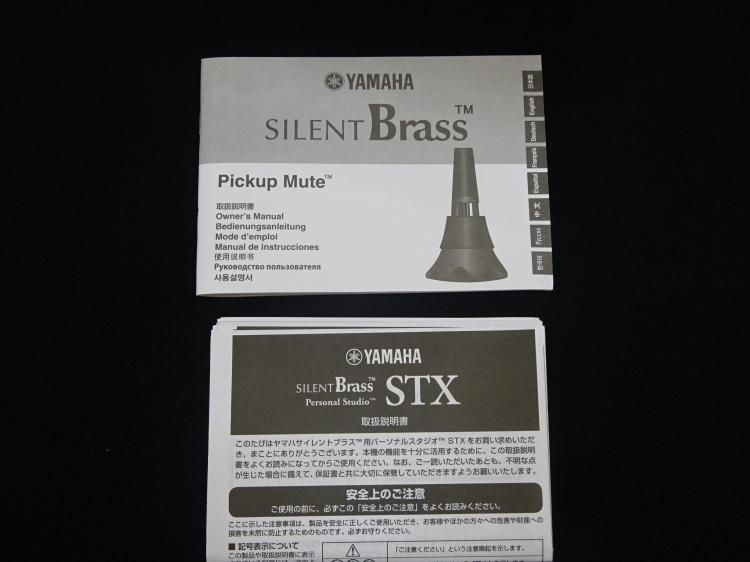 YAMAHA
SILENT Brass™
Pickup Mute™
取扱説明書
Owner's Manual
Bedienungsanleitung
Mode d'emploi
Manual de instrucciones
使用说明书
Руководство пользователя
사용설명서
日本語
English
Deutsch
Français
Español
中文
Русск
한국어
YAMAHA
SILENT Brass™ STX
Personal Studio™
取扱説明書
このたびはヤマハサイレントブラス™用パーソナルスタジオ™ STX をお買い求めいただ
き、まことにありがとうございます。本機の機能を十分に活用するために、この取扱説明
書をよくお読みになってからご使用ください。なお、ご一読いただいたあとも、不明な点
が生じた場合に備えて、保証書と共に大切に保管していただきますようお願いいたします。
安全上のご注意
ご使用の前に、必ずこの「安全上のご注意」をよくお読みください。
ここに示した注意事項は、製品を安全に正しくご使用いただき、お客様やほかの方々への危害や財産への
損害を未然に防止するためのものです。必ずお守りください。
■ 記号表示について
この製品や取扱説明書に表示
「ご注意ください」という注意喚起を示します。